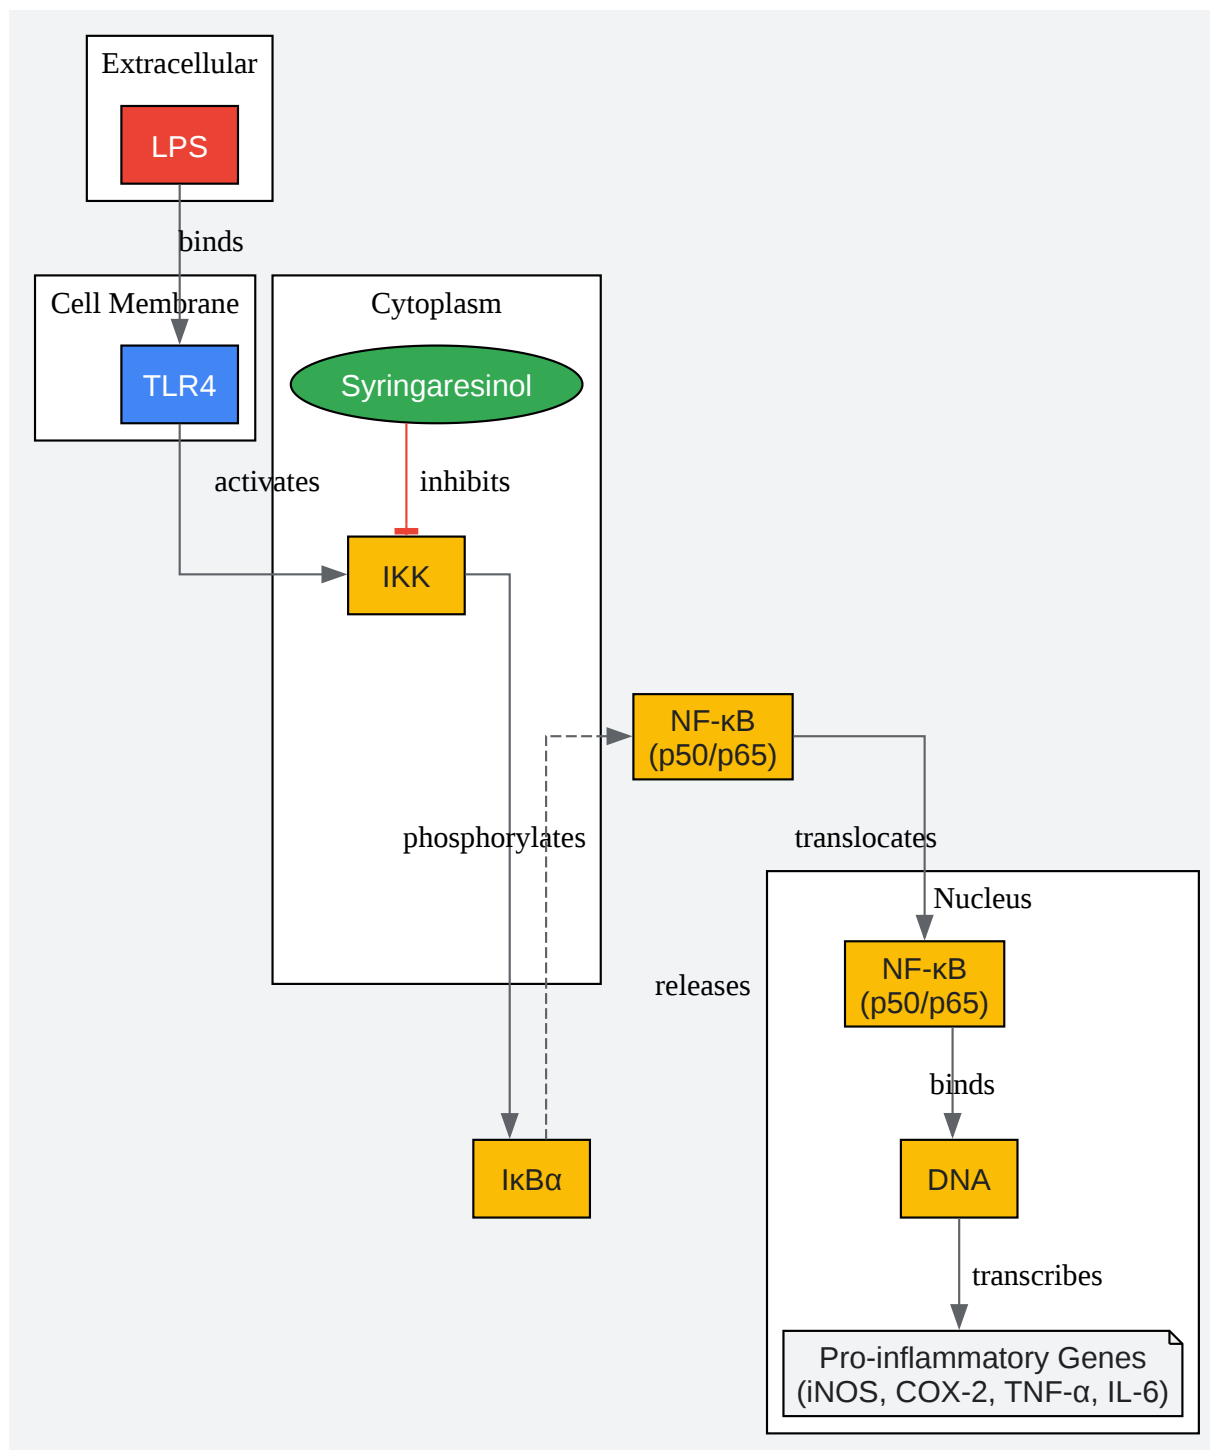 Extracellular
LPS
binds
Cell Membrane
TLR4
Cytoplasm
Syringaresinol
activates
inhibits
IKK
NF-κB
(p50/p65)
phosphorylates
translocates
Nucleus
NF-κB
(p50/p65)
releases
binds
IκBα
DNA
transcribes
Pro-inflammatory Genes
(iNOS, COX-2, TNF-α, IL-6)